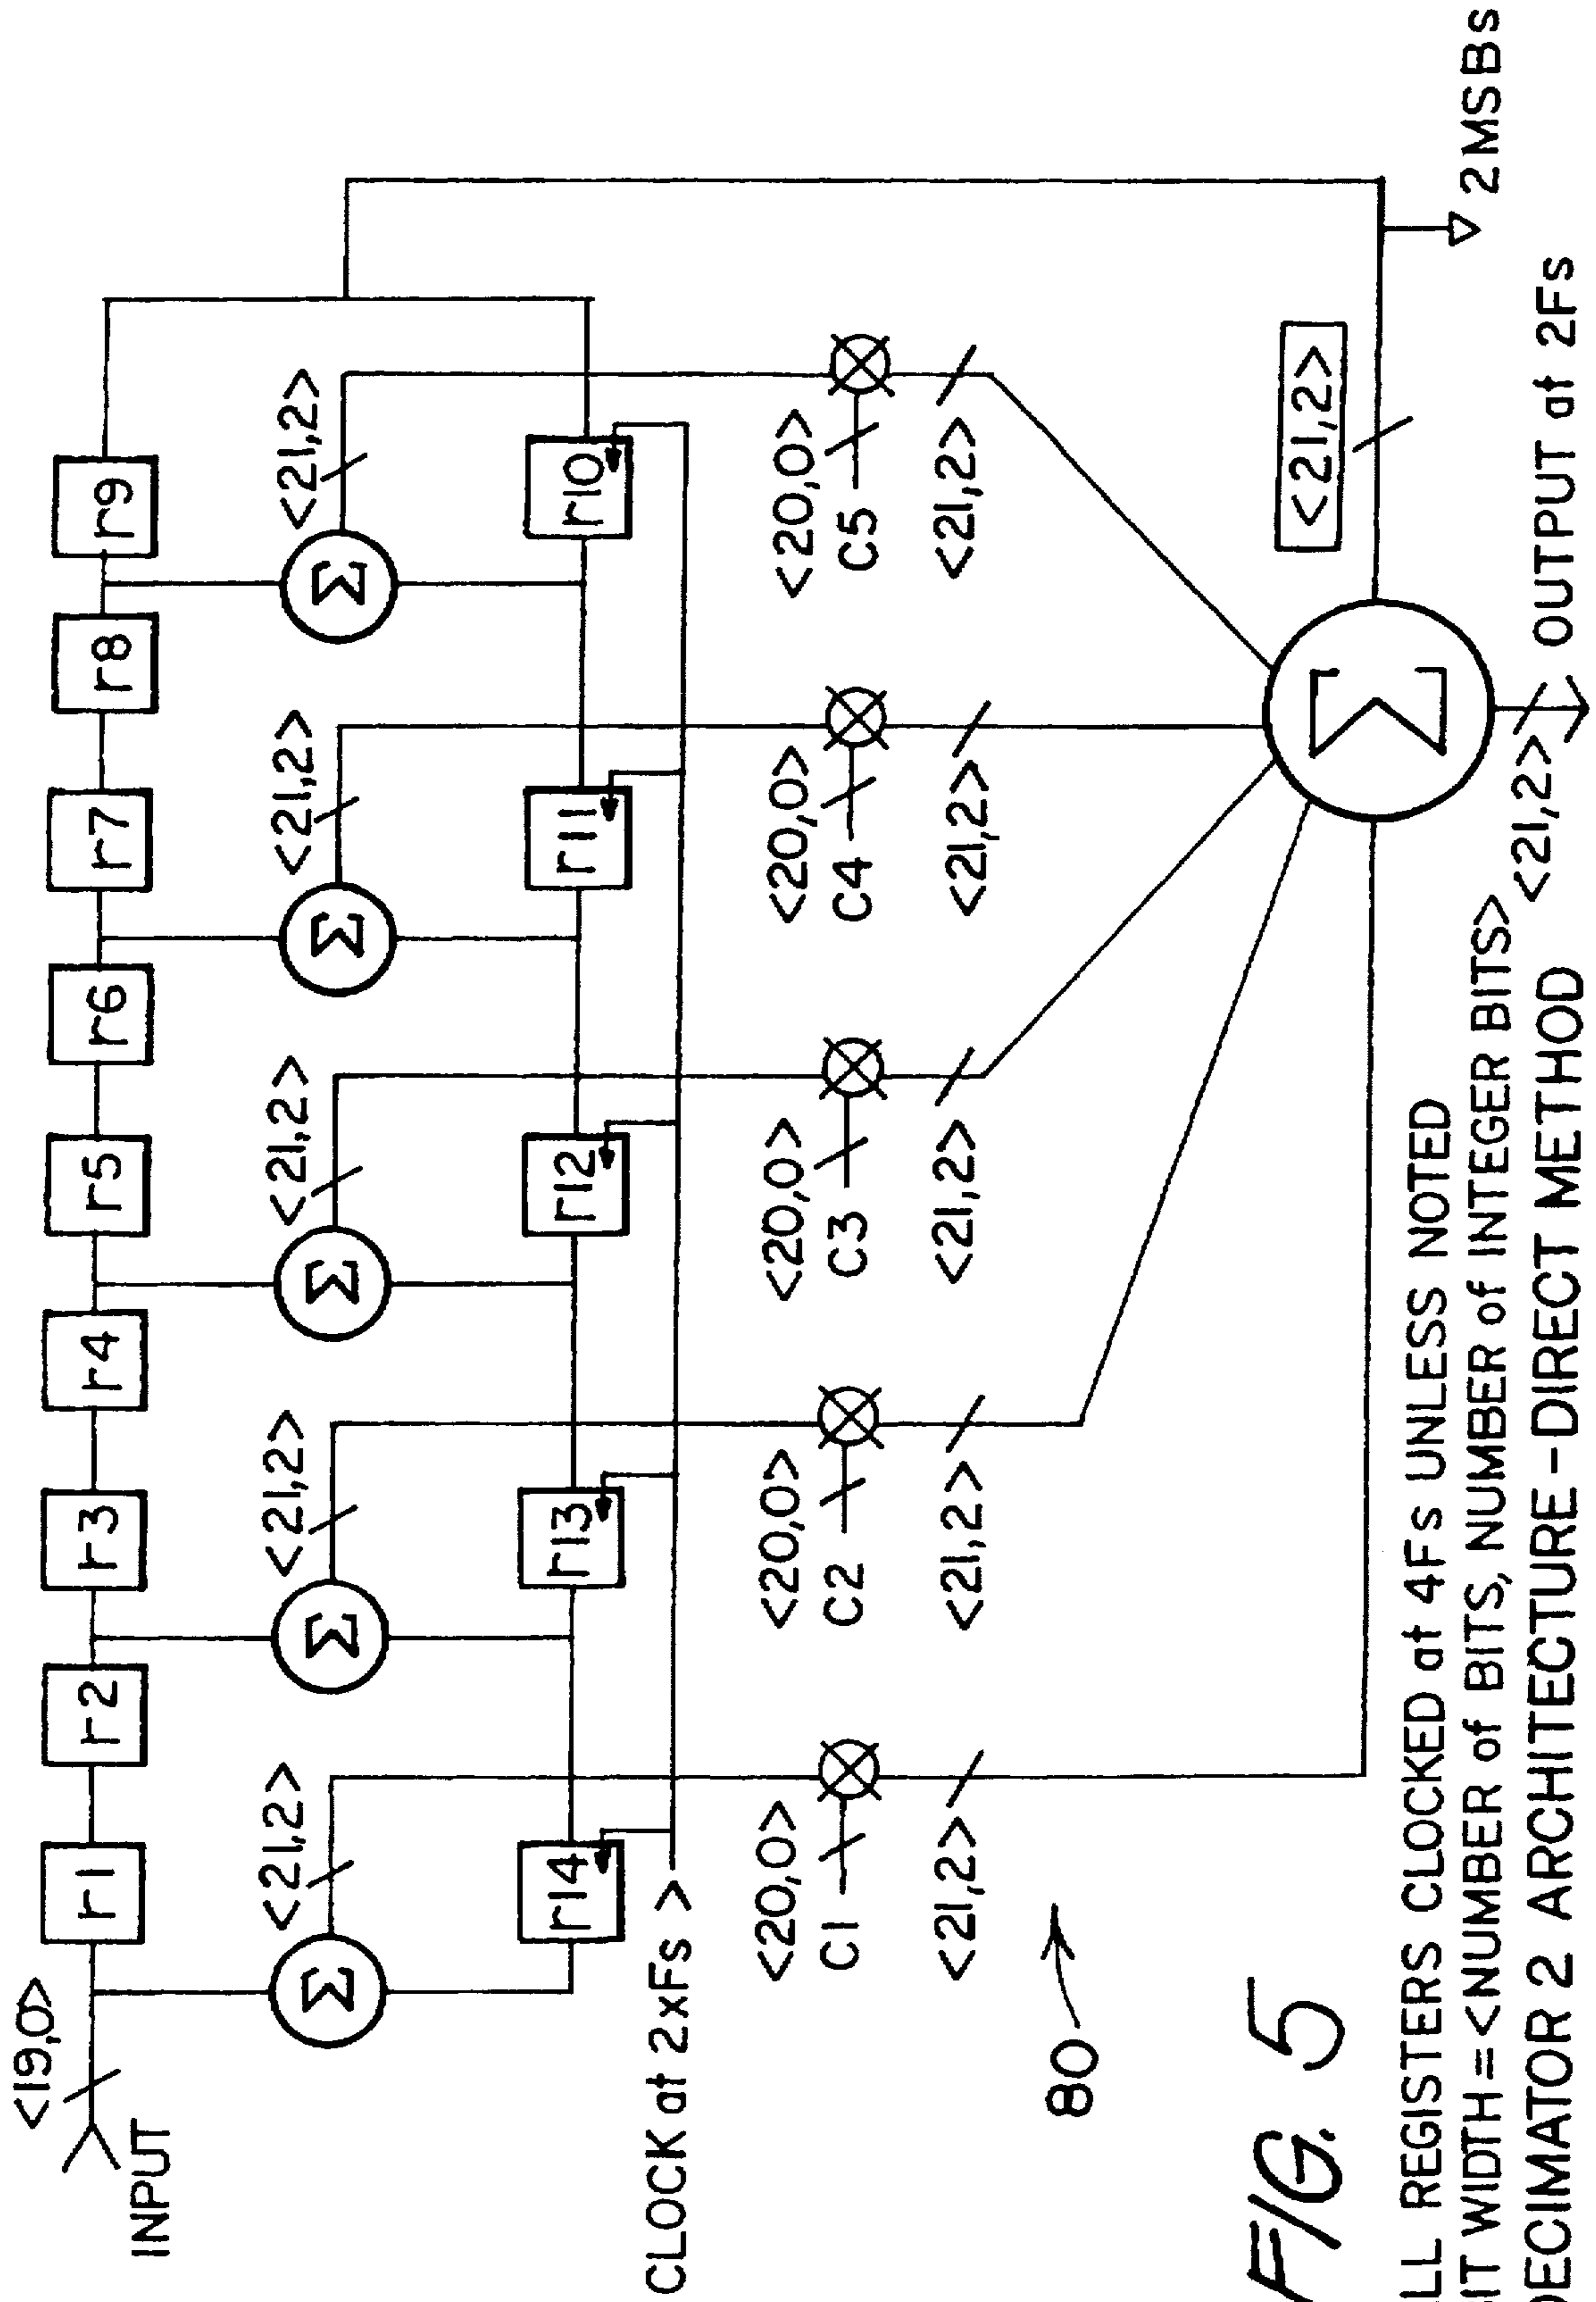 <19,0>
INPUT
r1
r2
r3
r4
r5
r6
r7
r8
r9
Σ
Σ
Σ
Σ
Σ
<21,2>
<21,2>
<21,2>
<21,2>
<21,2>
r14
r13
r12
r11
r10
CLOCK at 2xFs >
<20,0>
<20,0>
<20,0>
<20,0>
<20,0>
C1
C2
C3
C4
C5
<21,2>
<21,2>
<21,2>
<21,2>
<21,2>
80
Σ
<21,2>
2 MSBs
<21,2>
OUTPUT at 2Fs
FIG. 5
LL REGISTERS CLOCKED at 4Fs UNLESS NOTED
IT WIDTH = <NUMBER of BITS, NUMBER of INTEGER BITS>
DECIMATOR 2 ARCHITECTURE-DIRECT METHOD